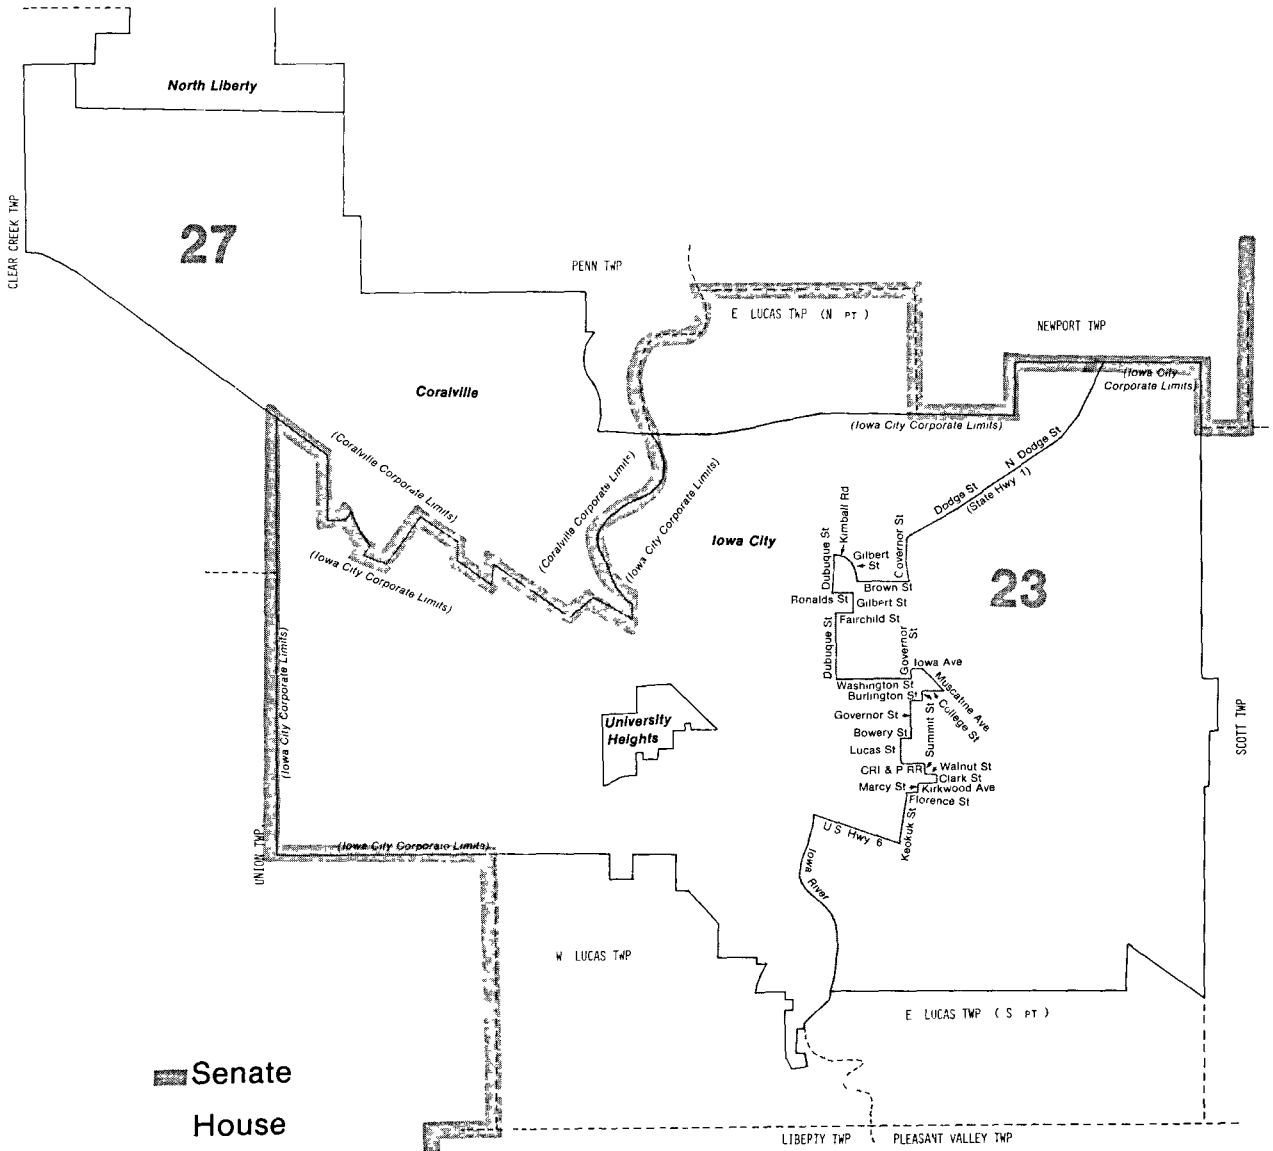 North Liberty
CLEAR CREEK TWP
27
PENN TWP
E LUCAS TWP (N PT)
NEWPORT TWP
(Iowa City
Corporate Limits)
Coralville
(Iowa City Corporate Limits)
(Coralville Corporate Limits)
(Coralville Corporate Limits)
(Iowa City Corporate Limits)
(Iowa City Corporate Limits)
N Dodge St
Dodge St
(State Hwy 1)
Iowa City
Dubuque St
Kimball Rd
Gilbert
St
Governor St
Brown St
23
Ronalds St
Gilbert St
Fairchild St
Dubuque St
Governor
St
Iowa Ave
Washington St
Muscatine Ave
Burlington St
College St
Summit St
Governor St
Bowery St
Lucas St
CRI & P RR
Walnut St
Clark St
Marcy St
Kirkwood Ave
Florence St
Keokuk St
US Hwy 6
University
Heights
(Iowa City Corporate Limits)
(Iowa City Corporate Limits)
UNION TWP
SCOTT TWP
Iowa River
W LUCAS TWP
E LUCAS TWP (S PT)
Senate
House
LIBERTY TWP
PLEASANT VALLEY TWP